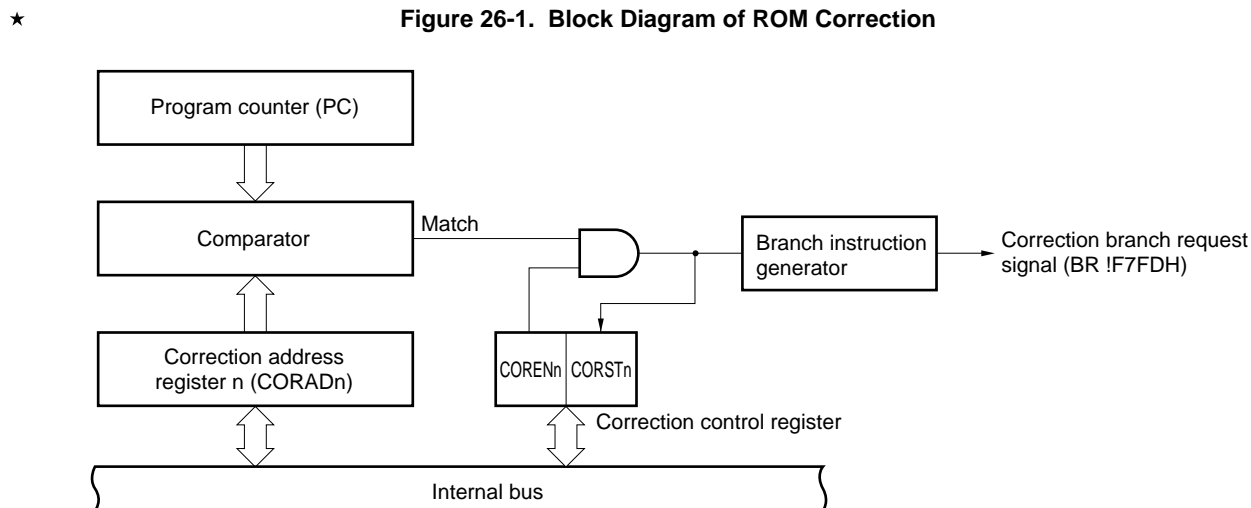 ★
Figure 26-1. Block Diagram of ROM Correction
Program counter (PC)
Comparator
Match
Branch instruction
generator
Correction branch request
signal (BR !F7FDH)
Correction address
register n (CORADn)
CORENn
CORSTn
Correction control register
Internal bus